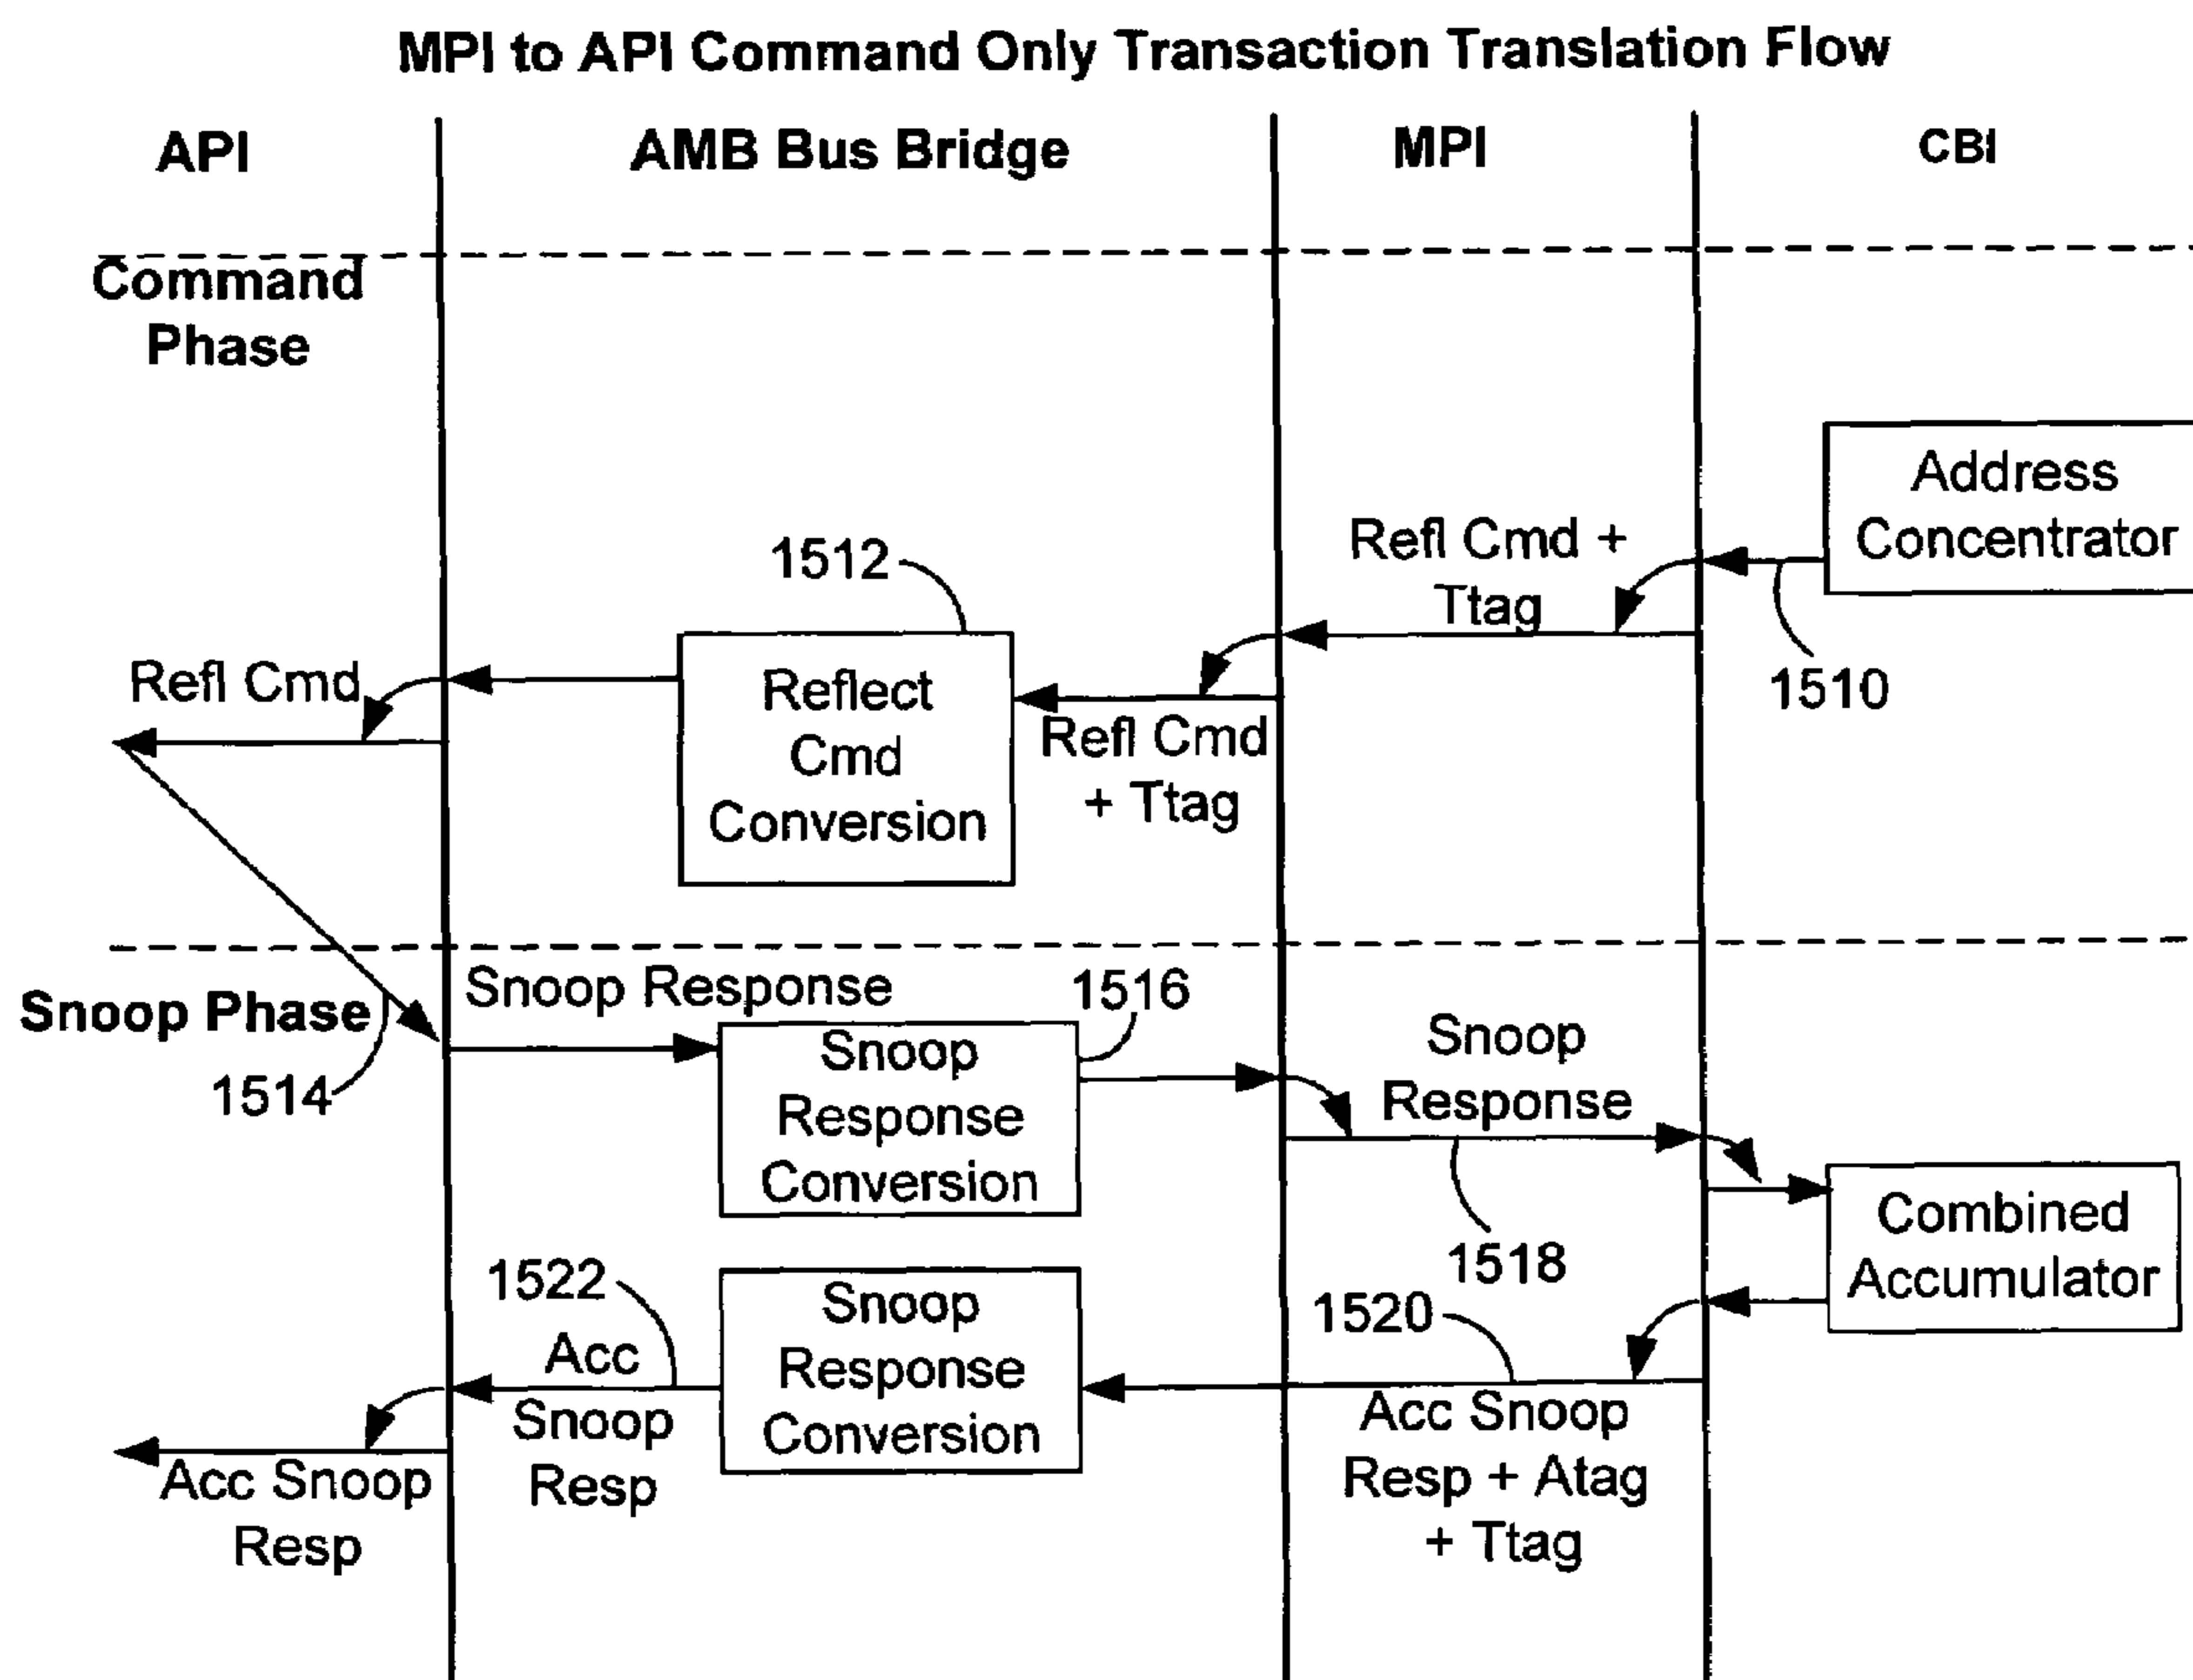 MPI to API Command Only Transaction Translation Flow
API
AMB Bus Bridge
MPI
CBI
Command
Phase
Address
Concentrator
Refl Cmd +
Ttag
1510
1512
Reflect
Cmd
Conversion
Refl Cmd
+ Ttag
Refl Cmd
Snoop Phase
1514
Snoop Response
1516
Snoop
Response
Conversion
Snoop
Response
1518
Combined
Accumulator
1520
Acc Snoop
Resp + Atag
+ Ttag
Snoop
Response
Conversion
1522
Acc
Snoop
Resp
Acc Snoop
Resp